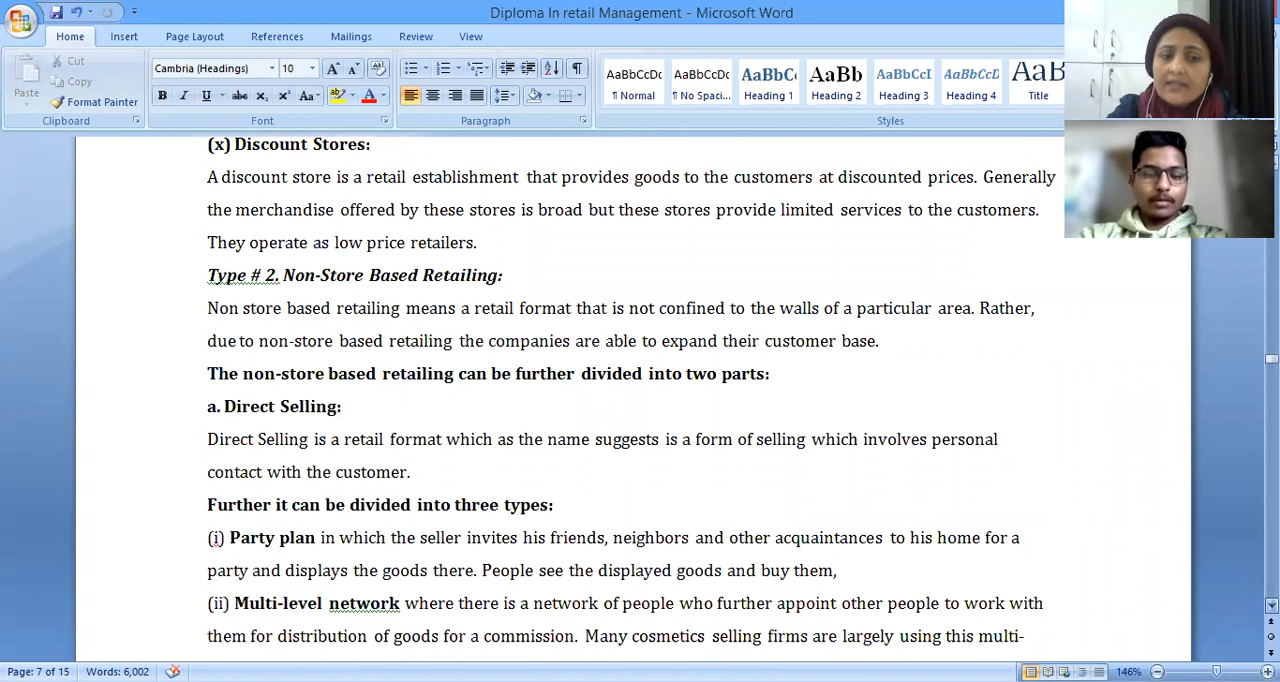 Diploma In retail Management - Microsoft Word
Home Insert Page Layout References Mailings Review View
Paste
Cut
Copy
Format Painter
Clipboard
Cambria (Headings) 10
Font
Paragraph
AaBbCcDc AaBbCcDc AaBbC AaBb AaBbCcI AaBbCcD AaB
¶ Normal ¶ No Spaci... Heading 1 Heading 2 Heading 3 Heading 4 Title
Styles
(x) Discount Stores:
A discount store is a retail establishment that provides goods to the customers at discounted prices. Generally
the merchandise offered by these stores is broad but these stores provide limited services to the customers.
They operate as low price retailers.
Type # 2. Non-Store Based Retailing:
Non store based retailing means a retail format that is not confined to the walls of a particular area. Rather,
due to non-store based retailing the companies are able to expand their customer base.
The non-store based retailing can be further divided into two parts:
a. Direct Selling:
Direct Selling is a retail format which as the name suggests is a form of selling which involves personal
contact with the customer.
Further it can be divided into three types:
(i) Party plan in which the seller invites his friends, neighbors and other acquaintances to his home for a
party and displays the goods there. People see the displayed goods and buy them,
(ii) Multi-level network where there is a network of people who further appoint other people to work with
them for distribution of goods for a commission. Many cosmetics selling firms are largely using this multi-
Page: 7 of 15 Words: 6,002 146%